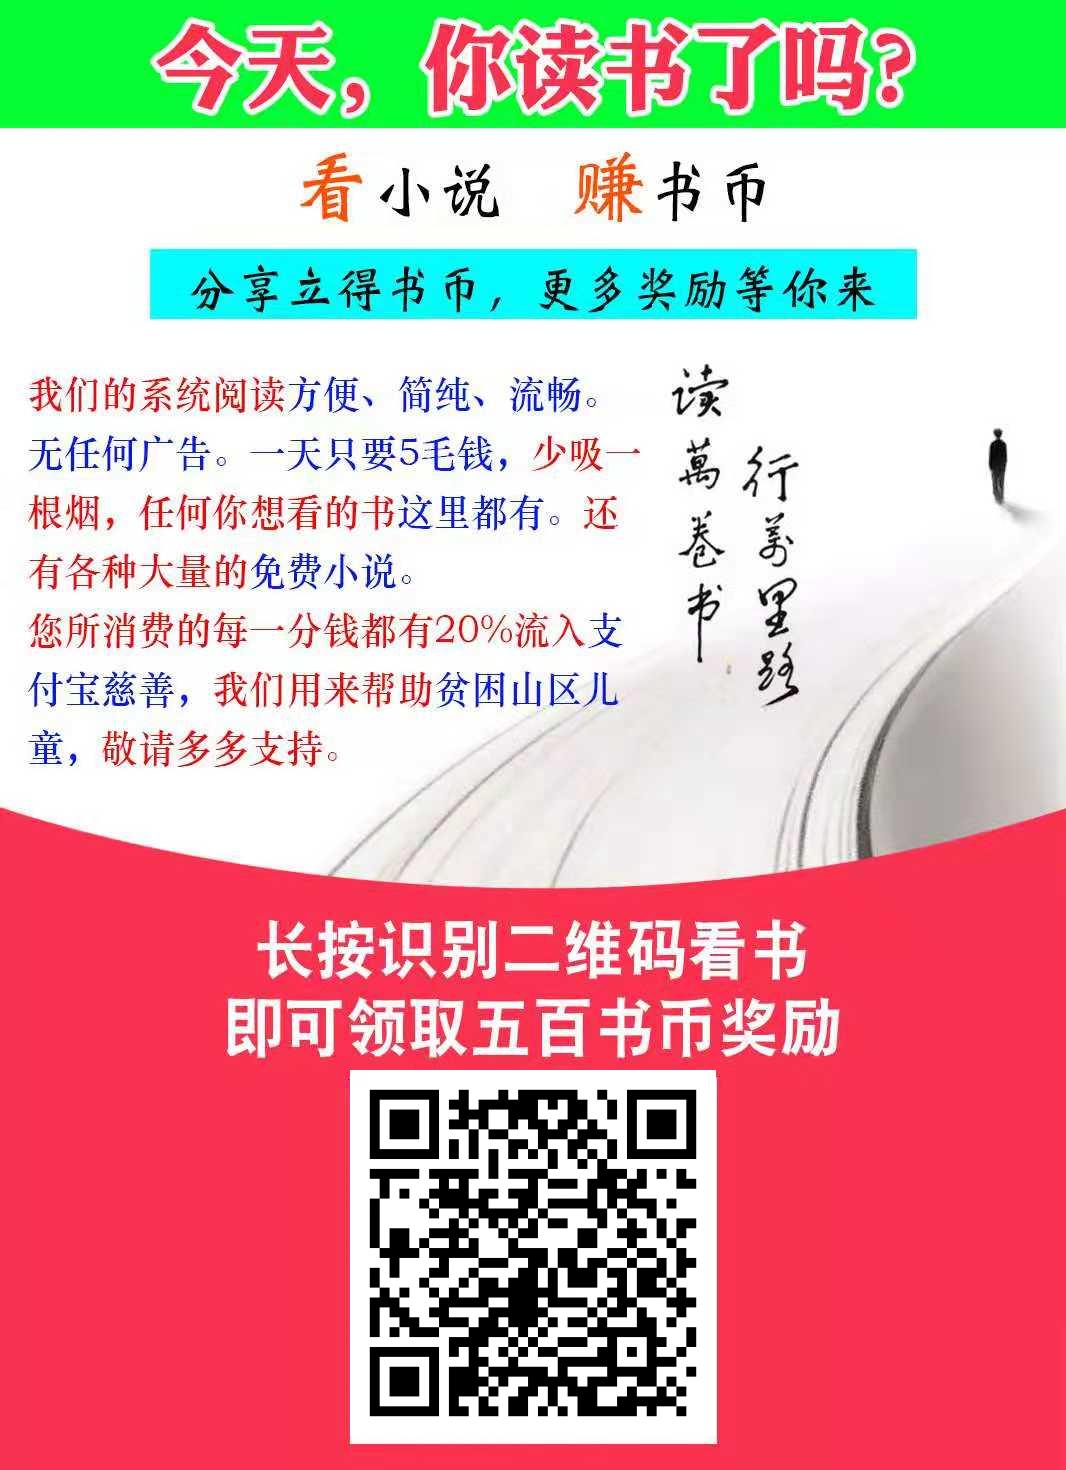 今天，你读书了吗?
看小说 赚书币
分享立得书币，更多奖励等你来
我们的系统阅读方便、简纯、流畅。
无任何广告。一天只要5毛钱，少吸一
根烟，任何你想看的书这里都有。还
有各种大量的免费小说。
您所消费的每一分钱都有20%流入支
付宝慈善，我们用来帮助贫困山区儿
童，敬请多多支持。
读萬卷书
行万里路
长按识别二维码看书
即可领取五百书币奖励